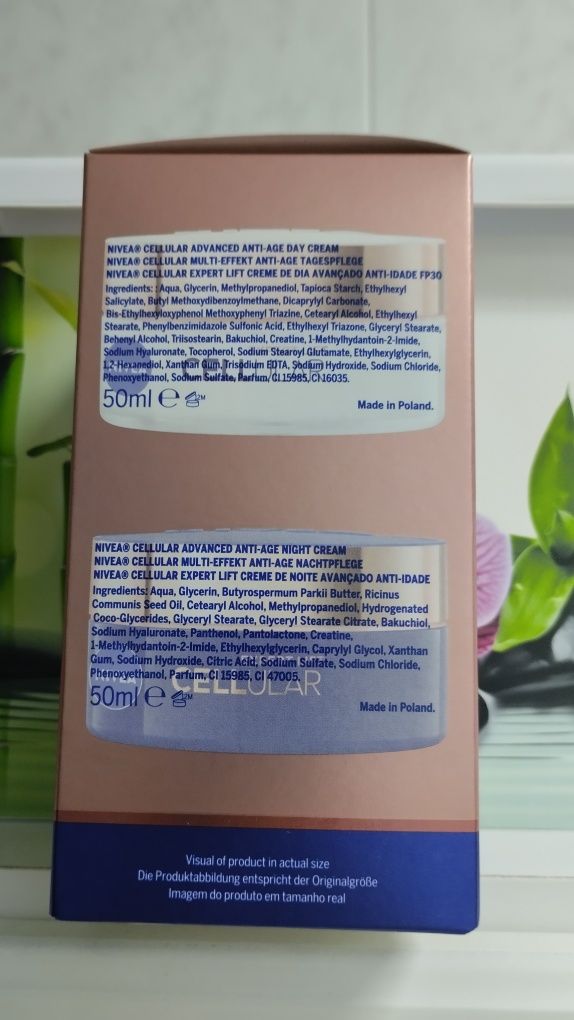 NIVEA® CELLULAR ADVANCED ANTI-AGE DAY CREAM
NIVEA® CELLULAR MULTI-EFFEKT ANTI-AGE TAGESPFLEGE
NIVEA® CELLULAR EXPERT LIFT CREME DE DIA AVANÇADO ANTI-IDADE FP30
Ingredients: : Aqua, Glycerin, Methylpropanediol, Tapioca Starch, Ethylhexyl
Salicylate, Butyl Methoxydibenzoylmethane, Dicaprylyl Carbonate,
Bis-Ethylhexyloxyphenol Methoxyphenyl Triazine, Cetearyl Alcohol, Ethylhexyl
Stearate, Phenylbenzimidazole Sulfonic Acid, Ethylhexyl Triazone, Glyceryl Stearate,
Behenyl Alcohol, Triisostearin, Bakuchiol, Creatine, 1-Methylhydantoin-2-Imide,
Sodium Hyaluronate, Tocopherol, Sodium Stearoyl Glutamate, Ethylhexylglycerin,
1,2-Hexanediol, Xanthan Gum, Trisodium EDTA, Sodium Hydroxide, Sodium Chloride,
Phenoxyethanol, Sodium Sulfate, Parfum, CI 15985, CI 16035.
50ml e 12M
Made in Poland.
NIVEA® CELLULAR ADVANCED ANTI-AGE NIGHT CREAM
NIVEA® CELLULAR MULTI-EFFEKT ANTI-AGE NACHTPFLEGE
NIVEA® CELLULAR EXPERT LIFT CREME DE NOITE AVANÇADO ANTI-IDADE
Ingredients: Aqua, Glycerin, Butyrospermum Parkii Butter, Ricinus
Communis Seed Oil, Cetearyl Alcohol, Methylpropanediol, Hydrogenated
Coco-Glycerides, Glyceryl Stearate, Glyceryl Stearate Citrate, Bakuchiol,
Sodium Hyaluronate, Panthenol, Pantolactone, Creatine,
1-Methylhydantoin-2-Imide, Ethylhexylglycerin, Caprylyl Glycol, Xanthan
Gum, Sodium Hydroxide, Citric Acid, Sodium Sulfate, Sodium Chloride,
Phenoxyethanol, Parfum, CI 15985, CI 47005.
CELLULAR
50ml e 12M
Made in Poland.
Visual of product in actual size
Die Produktabbildung entspricht der Originalgröße
Imagem do produto em tamanho real